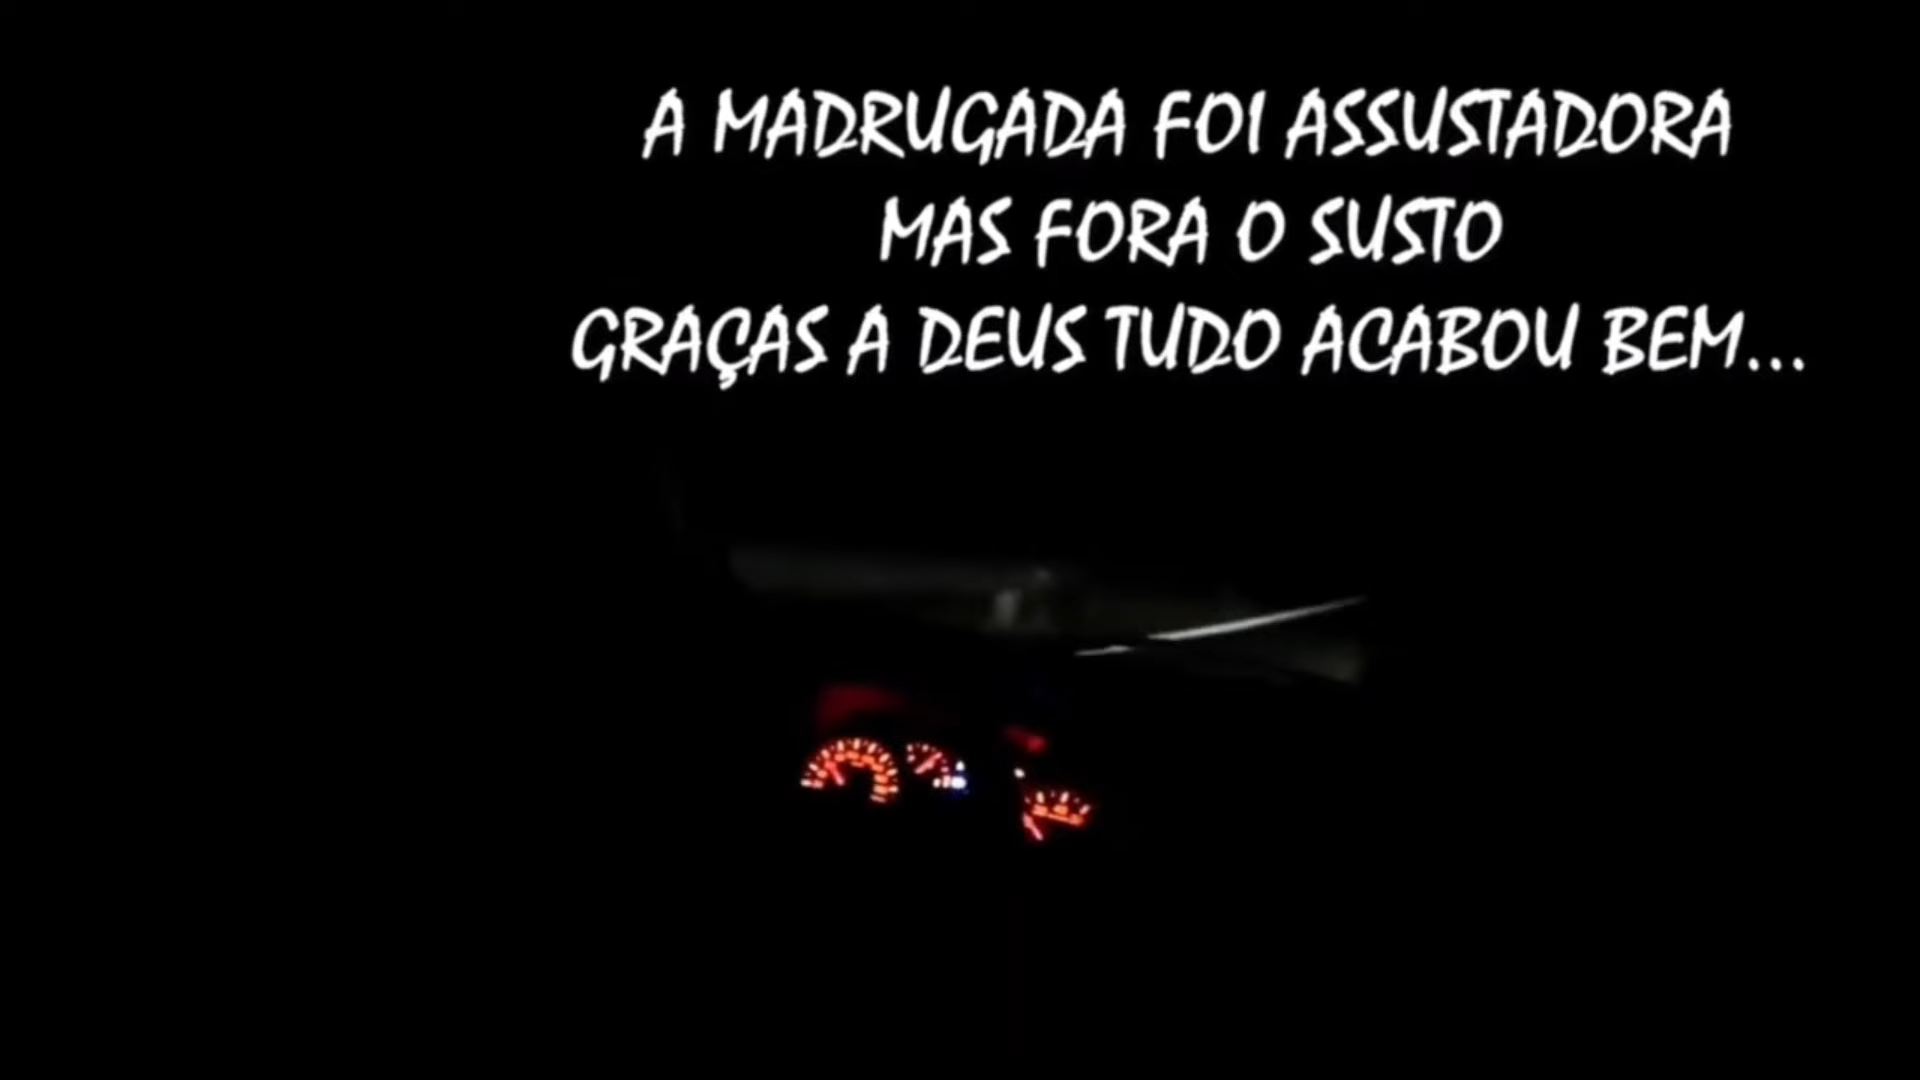 A MADRUGADA FOI ASSUSTADORA
MAS FORA O SUSTO
GRAÇAS A DEUS TUDO ACABOU BEM...